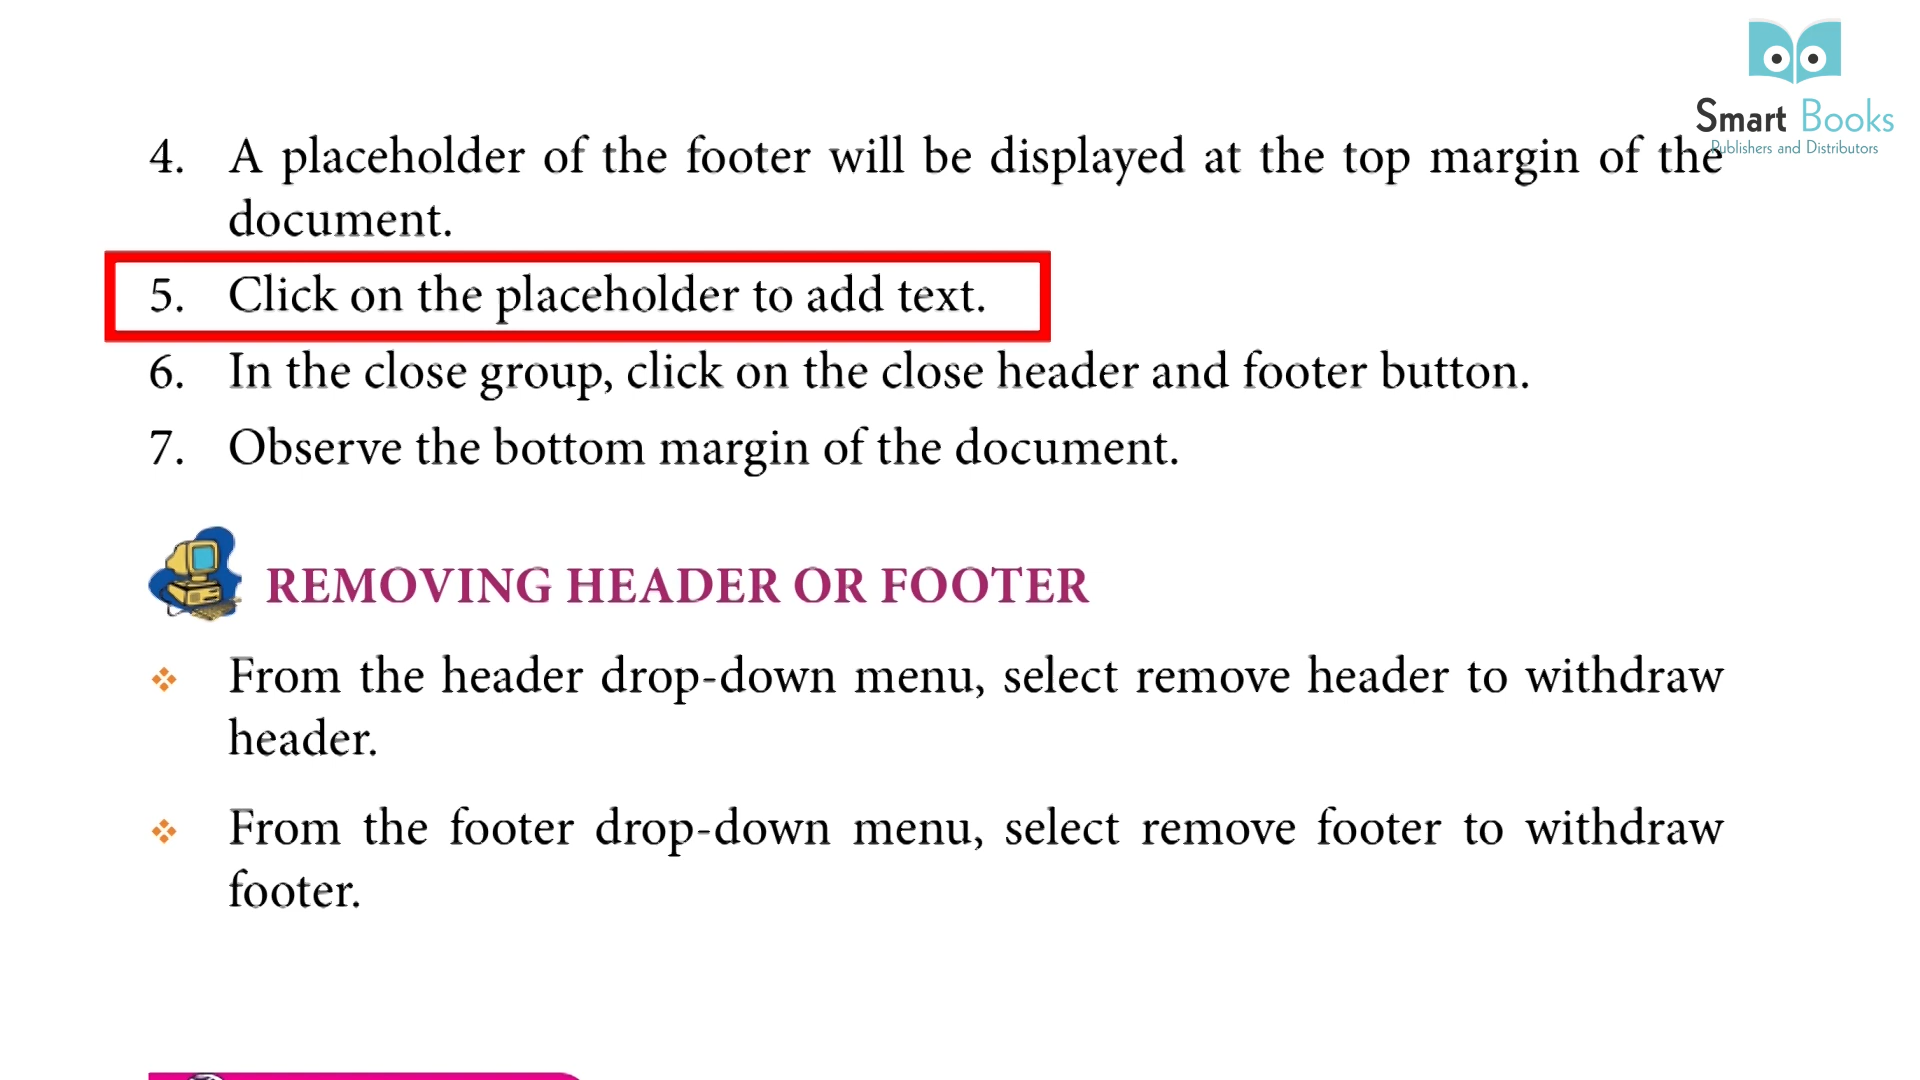 Smart Books
Publishers and Distributors
4. A placeholder of the footer will be displayed at the top margin of the
document.
5. Click on the placeholder to add text.
6. In the close group, click on the close header and footer button.
7. Observe the bottom margin of the document.
REMOVING HEADER OR FOOTER
❖ From the header drop-down menu, select remove header to withdraw
header.
❖ From the footer drop-down menu, select remove footer to withdraw
footer.